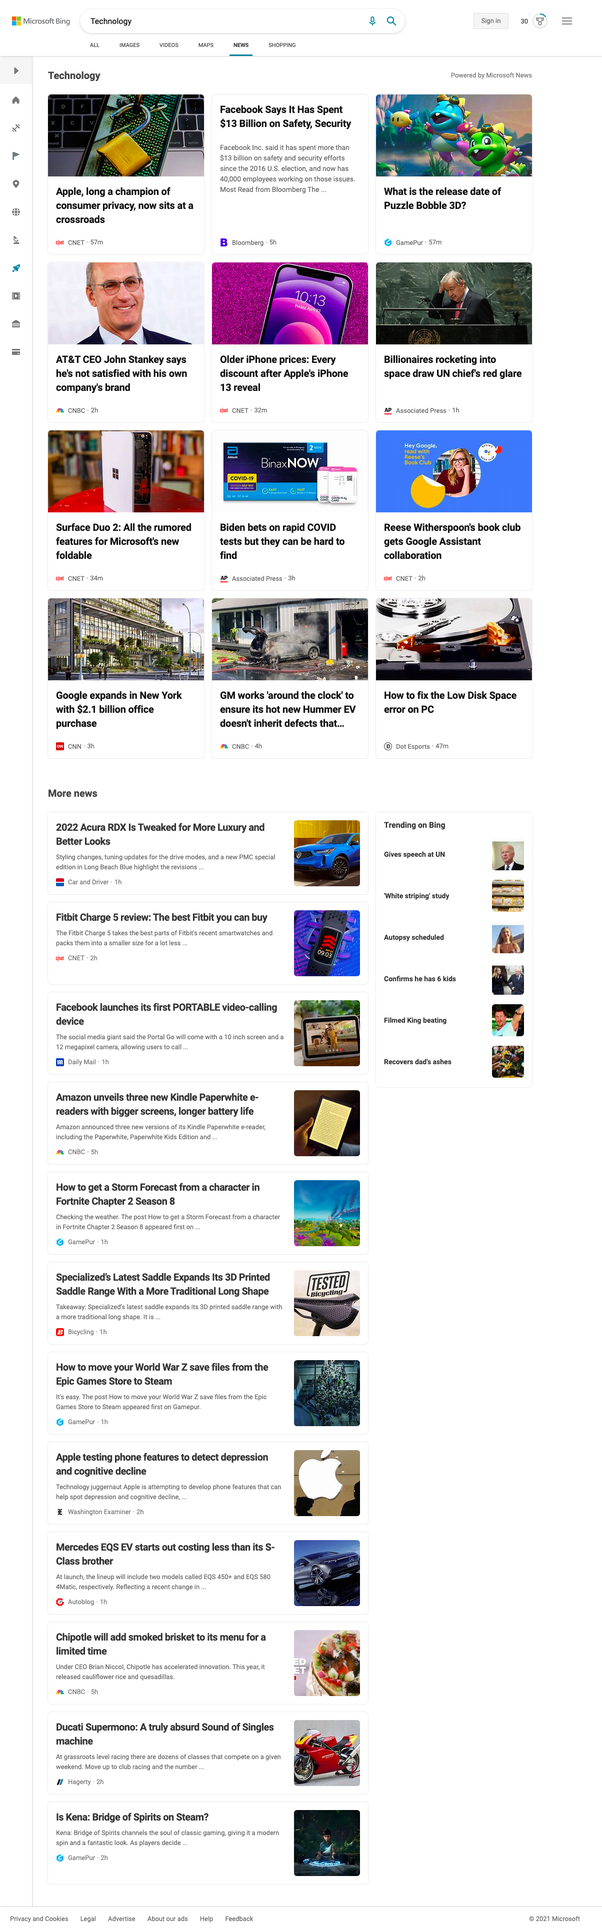 Microsoft Bing
Technology
Sign in
30
ALL IMAGES VIDEOS MAPS NEWS SHOPPING
Technology
Powered by Microsoft News
Apple, long a champion of
consumer privacy, now sits at a
crossroads
CNET · 57m
Facebook Says It Has Spent
$13 Billion on Safety, Security
Facebook Inc. said it has spent more than
$13 billion on safety and security efforts
since the 2016 U.S. election, and now has
40,000 employees working on those issues.
Most Read from Bloomberg The ...
Bloomberg · 5h
What is the release date of
Puzzle Bobble 3D?
GamePur · 57m
AT&T CEO John Stankey says
he's not satisfied with his own
company's brand
CNBC · 2h
10:13
Older iPhone prices: Every
discount after Apple's iPhone
13 reveal
CNET · 32m
Billionaires rocketing into
space draw UN chief's red glare
AP Associated Press · 1h
Surface Duo 2: All the rumored
features for Microsoft's new
foldable
CNET · 34m
BinaxNOW
COVID-19
Biden bets on rapid COVID
tests but they can be hard to
find
AP Associated Press · 3h
Hey Google,
read with
Reese's
Book Club
Reese Witherspoon's book club
gets Google Assistant
collaboration
CNET · 2h
Google expands in New York
with $2.1 billion office
purchase
CNN · 3h
GM works 'around the clock' to
ensure its hot new Hummer EV
doesn't inherit defects that...
CNBC · 4h
How to fix the Low Disk Space
error on PC
Dot Esports · 47m
More news
2022 Acura RDX Is Tweaked for More Luxury and
Better Looks
Styling changes, tuning updates for the drive modes, and a new PMC special
edition in Long Beach Blue highlight the revisions ...
Car and Driver · 1h
Fitbit Charge 5 review: The best Fitbit you can buy
The Fitbit Charge 5 takes the best parts of Fitbit's recent smartwatches and
packs them into a smaller size for a lot less ...
CNET · 2h
09:03
Facebook launches its first PORTABLE video-calling
device
The social media giant said the Portal Go will come with a 10 inch screen and a
12 megapixel camera, allowing users to call ...
Daily Mail · 1h
Amazon unveils three new Kindle Paperwhite e-
readers with bigger screens, longer battery life
Amazon announced three new versions of its Kindle Paperwhite e-reader,
including the Paperwhite, Paperwhite Kids Edition and ...
CNBC · 5h
How to get a Storm Forecast from a character in
Fortnite Chapter 2 Season 8
Checking the weather. The post How to get a Storm Forecast from a character
in Fortnite Chapter 2 Season 8 appeared first on ...
GamePur · 1h
Specialized's Latest Saddle Expands Its 3D Printed
Saddle Range With a More Traditional Long Shape
Takeaway: Specialized's latest saddle expands its 3D printed saddle range with
a more traditional long shape. It is ...
Bicycling · 1h
TESTED
Bicycling
How to move your World War Z save files from the
Epic Games Store to Steam
It's easy. The post How to move your World War Z save files from the Epic
Games Store to Steam appeared first on Gamepur.
GamePur · 1h
Apple testing phone features to detect depression
and cognitive decline
Technology juggernaut Apple is attempting to develop phone features that can
help spot depression and cognitive decline, ...
Washington Examiner · 2h
Mercedes EQS EV starts out costing less than its S-
Class brother
At launch, the lineup will include two models called EQS 450+ and EQS 580
4Matic, respectively. Reflecting a recent change in ...
Autoblog · 1h
Chipotle will add smoked brisket to its menu for a
limited time
Under CEO Brian Niccol, Chipotle has accelerated innovation. This year, it
released cauliflower rice and quesadillas.
CNBC · 5h
Ducati Supermono: A truly absurd Sound of Singles
machine
At grassroots level racing there are dozens of classes that compete on a given
weekend. Move up to club racing and the number ...
Hagerty · 2h
Is Kena: Bridge of Spirits on Steam?
Kena: Bridge of Spirits channels the soul of classic gaming, giving it a modern
spin and a fantastic look. As players decide ...
GamePur · 2h
Trending on Bing
Gives speech at UN
'White striping' study
Autopsy scheduled
Confirms he has 6 kids
Filmed King beating
Recovers dad's ashes
Privacy and Cookies Legal Advertise About our ads Help Feedback
© 2021 Microsoft